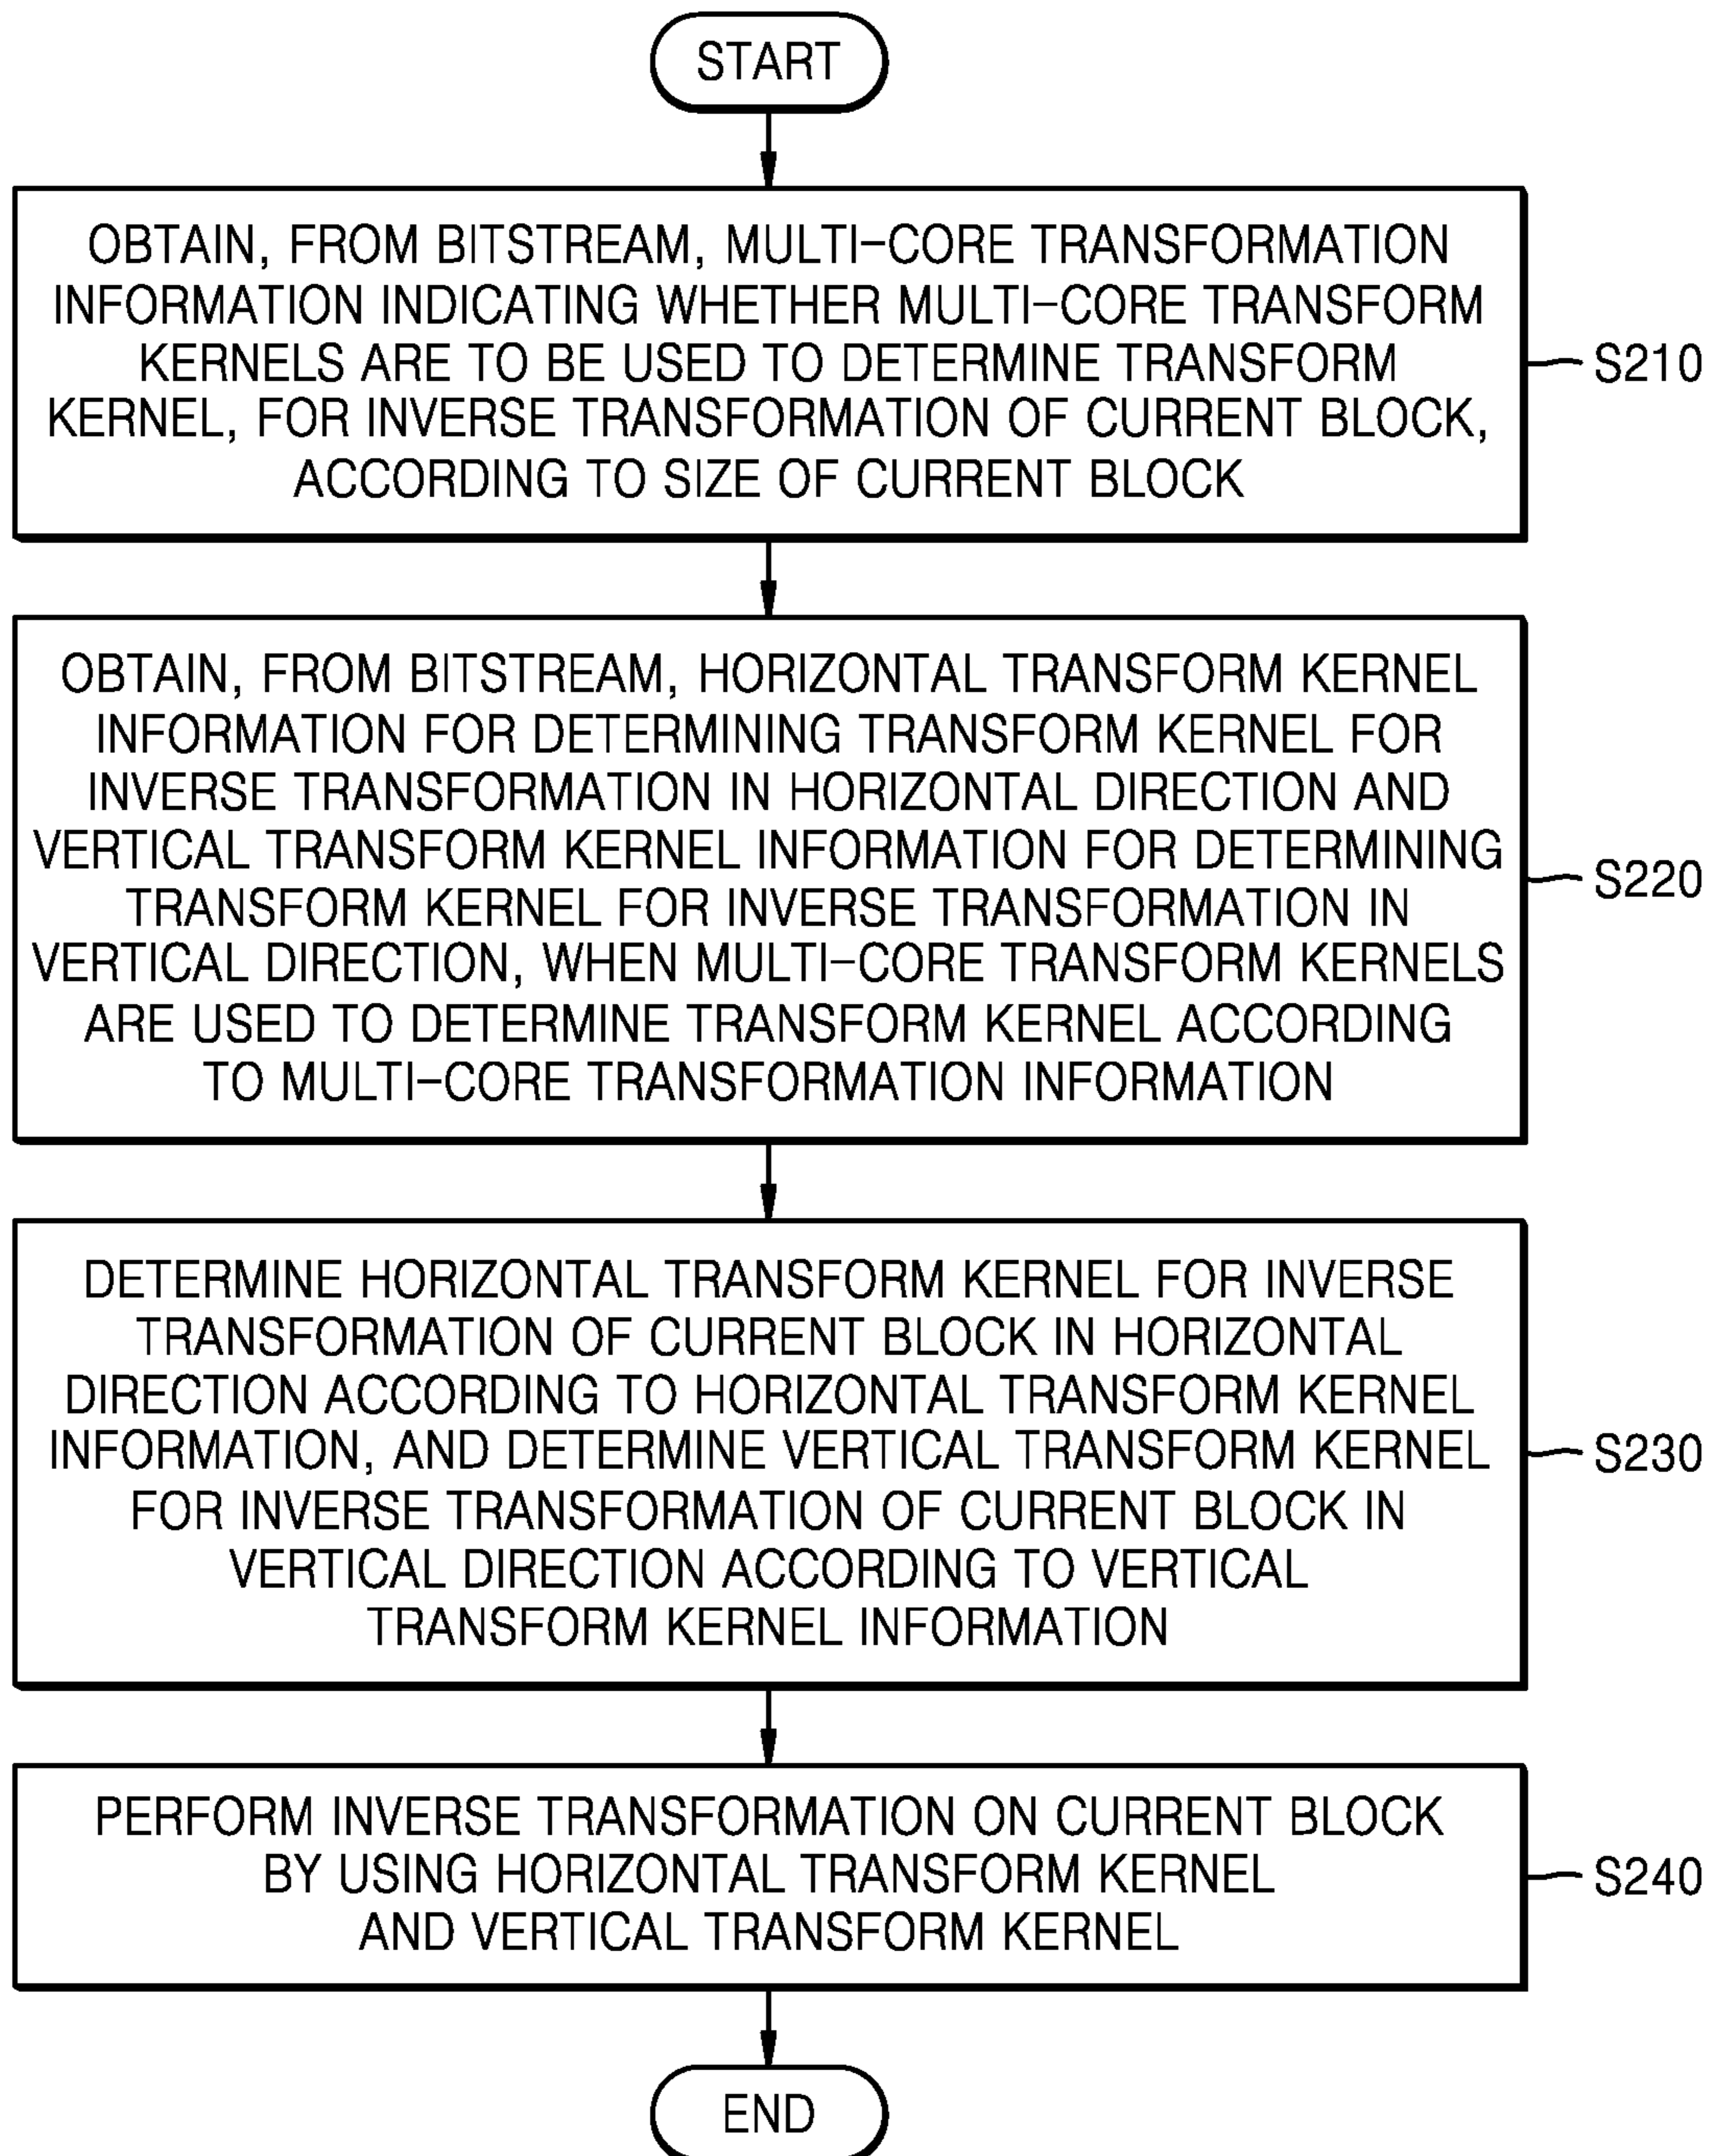 START
OBTAIN, FROM BITSTREAM, MULTI-CORE TRANSFORMATION
INFORMATION INDICATING WHETHER MULTI-CORE TRANSFORM
KERNELS ARE TO BE USED TO DETERMINE TRANSFORM
KERNEL, FOR INVERSE TRANSFORMATION OF CURRENT BLOCK,
ACCORDING TO SIZE OF CURRENT BLOCK
S210
OBTAIN, FROM BITSTREAM, HORIZONTAL TRANSFORM KERNEL
INFORMATION FOR DETERMINING TRANSFORM KERNEL FOR
INVERSE TRANSFORMATION IN HORIZONTAL DIRECTION AND
VERTICAL TRANSFORM KERNEL INFORMATION FOR DETERMINING
TRANSFORM KERNEL FOR INVERSE TRANSFORMATION IN
VERTICAL DIRECTION, WHEN MULTI-CORE TRANSFORM KERNELS
ARE USED TO DETERMINE TRANSFORM KERNEL ACCORDING
TO MULTI-CORE TRANSFORMATION INFORMATION
S220
DETERMINE HORIZONTAL TRANSFORM KERNEL FOR INVERSE
TRANSFORMATION OF CURRENT BLOCK IN HORIZONTAL
DIRECTION ACCORDING TO HORIZONTAL TRANSFORM KERNEL
INFORMATION, AND DETERMINE VERTICAL TRANSFORM KERNEL
FOR INVERSE TRANSFORMATION OF CURRENT BLOCK IN
VERTICAL DIRECTION ACCORDING TO VERTICAL
TRANSFORM KERNEL INFORMATION
S230
PERFORM INVERSE TRANSFORMATION ON CURRENT BLOCK
BY USING HORIZONTAL TRANSFORM KERNEL
AND VERTICAL TRANSFORM KERNEL
S240
END